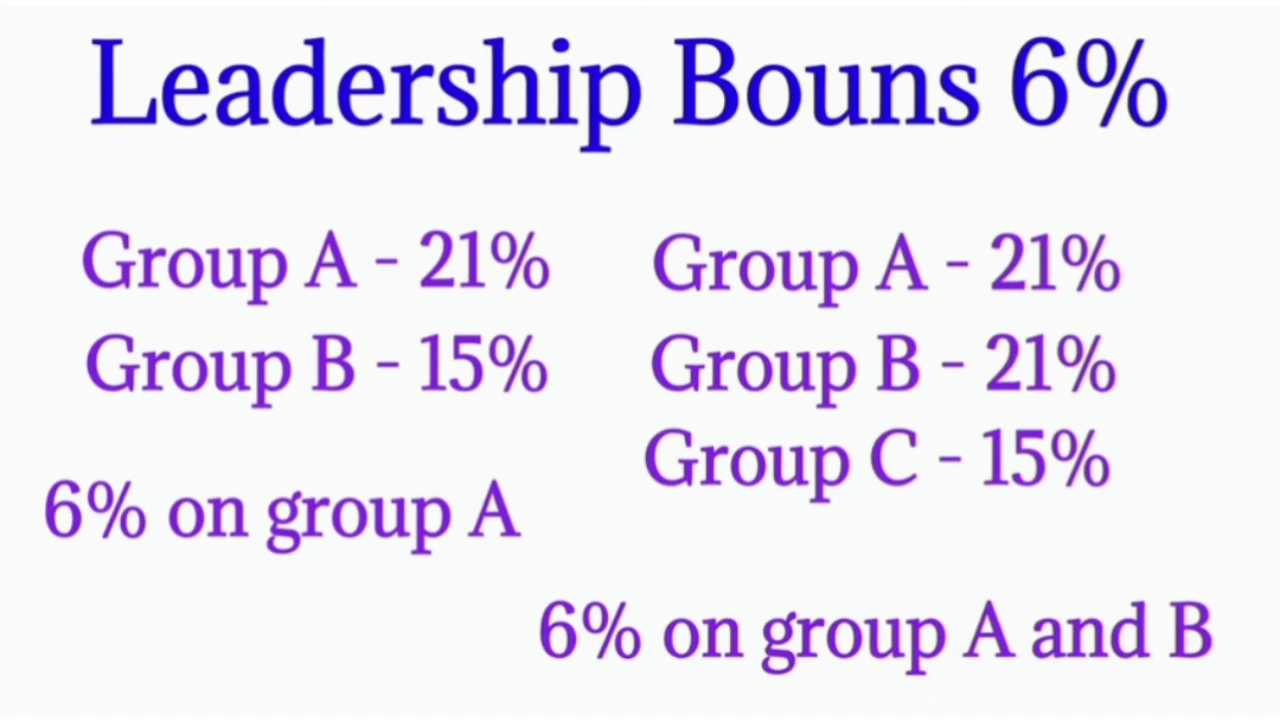 Leadership Bouns 6%
Group A - 21%
Group B - 15%
6% on group A
Group A - 21%
Group B - 21%
Group C - 15%
6% on group A and B